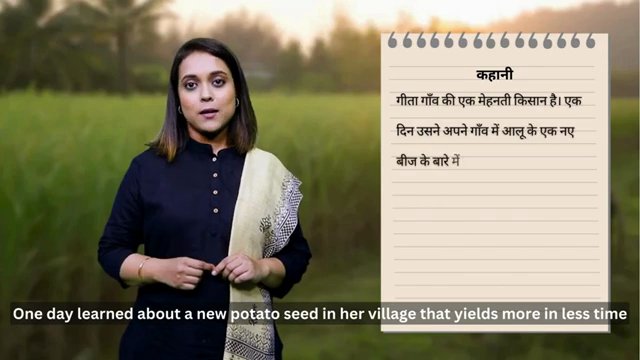 कहानी
गीता गाँव की एक मेहनती किसान है। एक
दिन उसने अपने गाँव में आलू के एक नए
बीज के बारे में
One day learned about a new potato seed in her village that yields more in less time